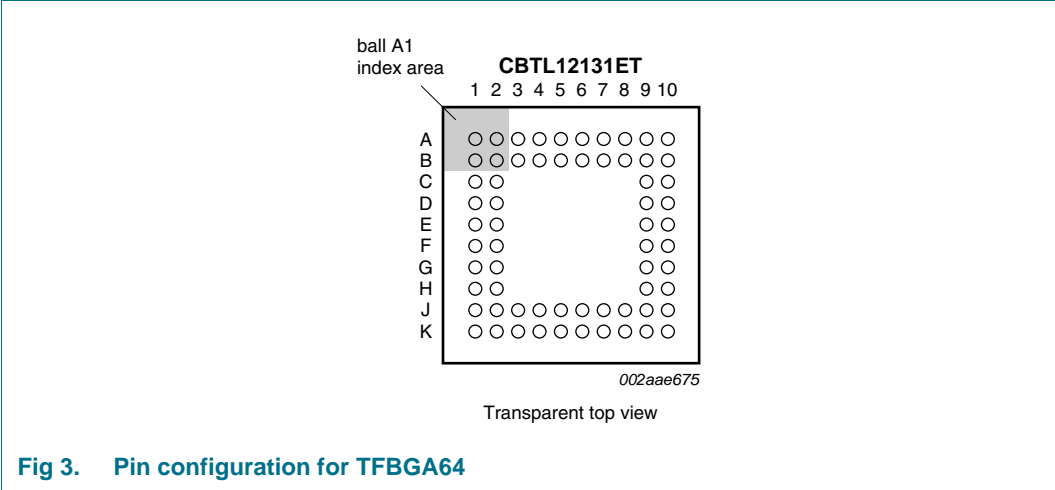 ball A1
index area
CBTL12131ET
1 2 3 4 5 6 7 8 9 10
A
B
C
D
E
F
G
H
J
K
002aae675
Transparent top view
Fig 3. Pin configuration for TFBGA64